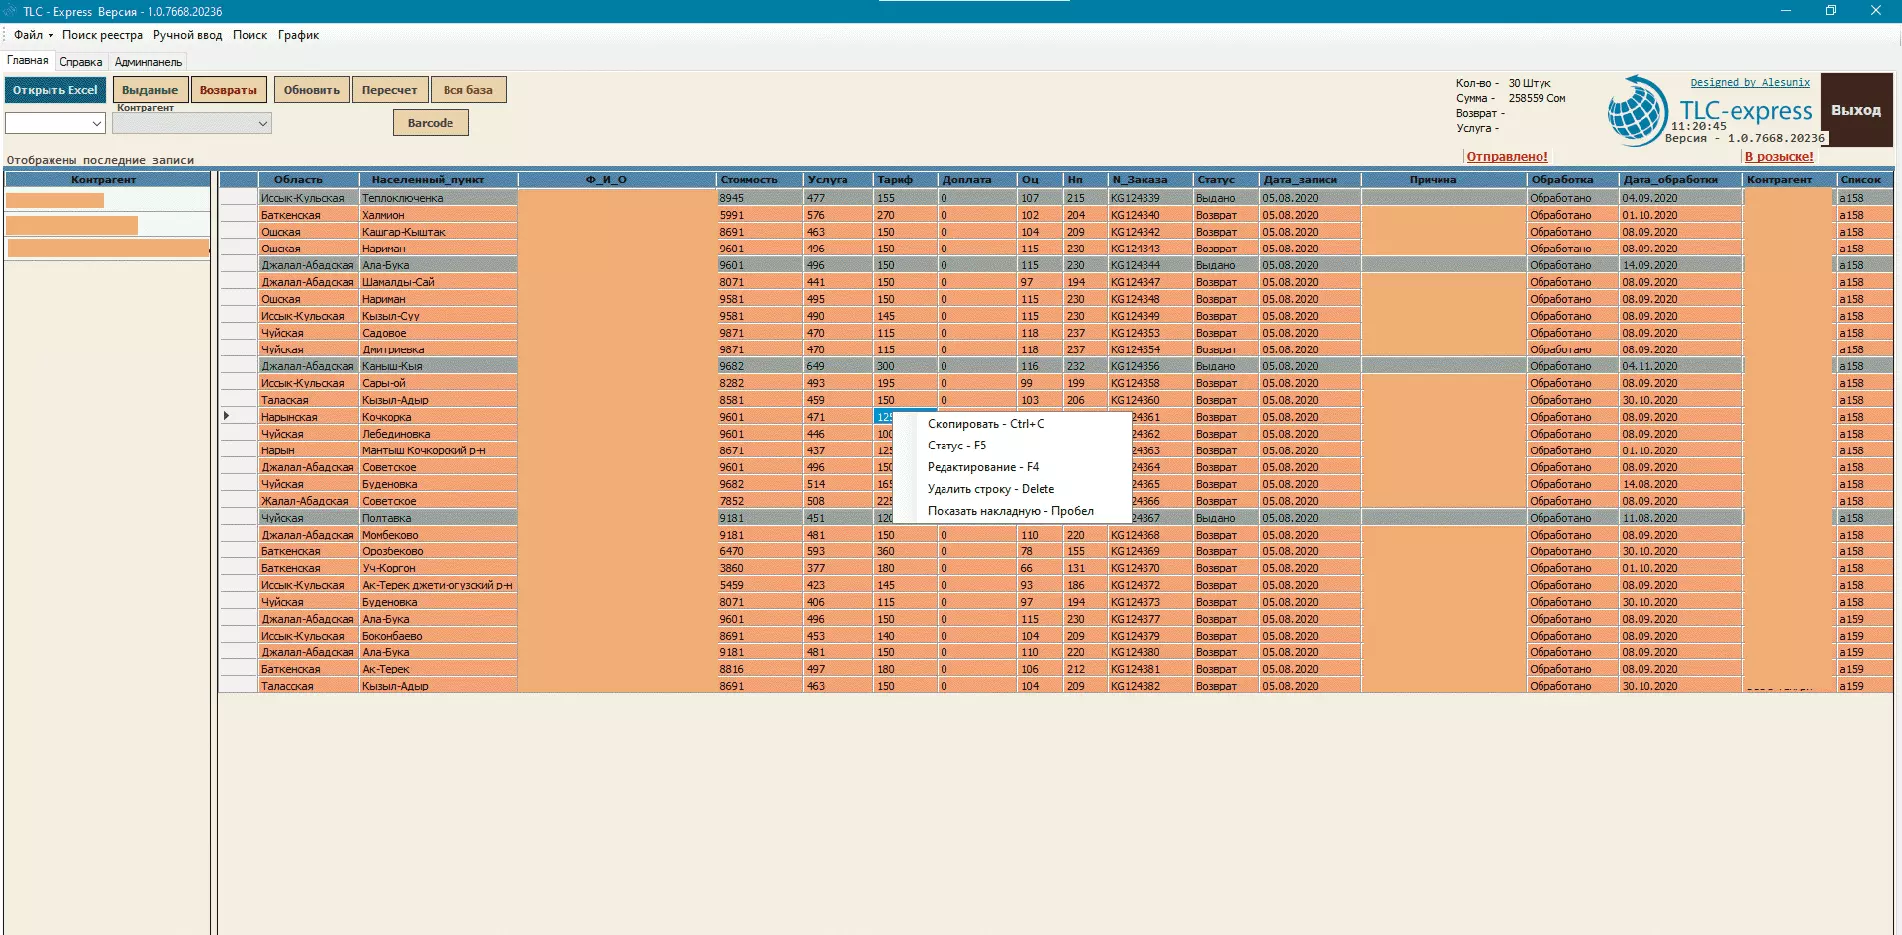 TLC - Express Версия - 1.0.7668.20236
Файл Поиск реестра Ручной ввод Поиск График
Главная Справка Админпанель
Открыть Excel Выданые Возвраты Обновить Пересчет Вся база
Контрагент
Barcode
Кол-во - 30 Штук
Сумма - 258559 Сом
Возврат -
Услуга -
Designed by Alesunix
TLC-express
11:20:45
Версия - 1.0.7668.20236
Выход
Отправлено! В розыске!
Отображены последние записи
Контрагент
Область Населенный_пункт Ф_И_О Стоимость Услуга Тариф Доплата Оц Нп N_Заказа Статус Дата_записи Причина Обработка Дата_обработки Контрагент Список
Иссык-Кульская Теплоключенка 8945 477 155 0 107 215 KG124339 Выдано 05.08.2020 Обработано 04.09.2020 a158
Баткенская Халмион 5991 576 270 0 102 204 KG124340 Возврат 05.08.2020 Обработано 01.10.2020 a158
Ошская Кашгар-Кыштак 8691 463 150 0 104 209 KG124342 Возврат 05.08.2020 Обработано 08.09.2020 a158
Ошская Нариман 9601 496 150 0 115 230 KG124343 Возврат 05.08.2020 Обработано 08.09.2020 a158
Джалал-Абадская Ала-Бука 9601 496 150 0 115 230 KG124344 Выдано 05.08.2020 Обработано 14.09.2020 a158
Джалал-Абадская Шамалды-Сай 8071 441 150 0 97 194 KG124347 Возврат 05.08.2020 Обработано 08.09.2020 a158
Ошская Нариман 9581 495 150 0 115 230 KG124348 Возврат 05.08.2020 Обработано 08.09.2020 a158
Иссык-Кульская Кызыл-Суу 9581 490 145 0 115 230 KG124349 Возврат 05.08.2020 Обработано 08.09.2020 a158
Чуйская Садовое 9871 470 115 0 118 237 KG124353 Возврат 05.08.2020 Обработано 08.09.2020 a158
Чуйская Дмитриевка 9871 470 115 0 118 237 KG124354 Возврат 05.08.2020 Обработано 08.09.2020 a158
Джалал-Абадская Каныш-Кыя 9682 649 300 0 116 232 KG124356 Выдано 05.08.2020 Обработано 04.11.2020 a158
Иссык-Кульская Сары-ой 8282 493 195 0 99 199 KG124358 Возврат 05.08.2020 Обработано 08.09.2020 a158
Талаская Кызыл-Адыр 8581 459 150 0 103 206 KG124360 Возврат 05.08.2020 Обработано 30.10.2020 a158
Нарынская Кочкорка 9601 471 125 24361 Возврат 05.08.2020 Обработано 08.09.2020 a158
Чуйская Лебединовка 9601 446 100 24362 Возврат 05.08.2020 Обработано 08.09.2020 a158
Нарын Мантыш Кочкорский р-н 8671 437 125 24363 Возврат 05.08.2020 Обработано 01.10.2020 a158
Джалал-Абадская Советское 9601 496 150 24364 Возврат 05.08.2020 Обработано 08.09.2020 a158
Чуйская Буденовка 9682 514 165 24365 Возврат 05.08.2020 Обработано 14.08.2020 a158
Жалал-Абадская Советское 7852 508 225 24366 Возврат 05.08.2020 Обработано 08.09.2020 a158
Чуйская Полтавка 9181 451 120 24367 Выдано 05.08.2020 Обработано 11.08.2020 a158
Скопировать - Ctrl+C
Статус - F5
Редактирование - F4
Удалить строку - Delete
Показать накладную - Пробел
Джалал-Абадская Момбеково 9181 481 150 0 110 220 KG124368 Возврат 05.08.2020 Обработано 08.09.2020 a158
Баткенская Орозбеково 6470 593 360 0 78 155 KG124369 Возврат 05.08.2020 Обработано 30.10.2020 a158
Баткенская Уч-Коргон 3860 377 180 0 66 131 KG124370 Возврат 05.08.2020 Обработано 01.10.2020 a158
Иссык-Кульская Ак-Терек джети-огузский р-н 5459 423 145 0 93 186 KG124372 Возврат 05.08.2020 Обработано 08.09.2020 a158
Чуйская Буденовка 8071 406 115 0 97 194 KG124373 Возврат 05.08.2020 Обработано 30.10.2020 a158
Джалал-Абадская Ала-Бука 9601 496 150 0 115 230 KG124377 Возврат 05.08.2020 Обработано 08.09.2020 a159
Иссык-Кульская Боконбаево 8691 453 140 0 104 209 KG124379 Возврат 05.08.2020 Обработано 08.09.2020 a159
Джалал-Абадская Ала-Бука 9181 481 150 0 110 220 KG124380 Возврат 05.08.2020 Обработано 08.09.2020 a159
Баткенская Ак-Терек 8816 497 180 0 106 212 KG124381 Возврат 05.08.2020 Обработано 08.09.2020 a159
Таласская Кызыл-Адыр 8691 463 150 0 104 209 KG124382 Возврат 05.08.2020 Обработано 30.10.2020 a159